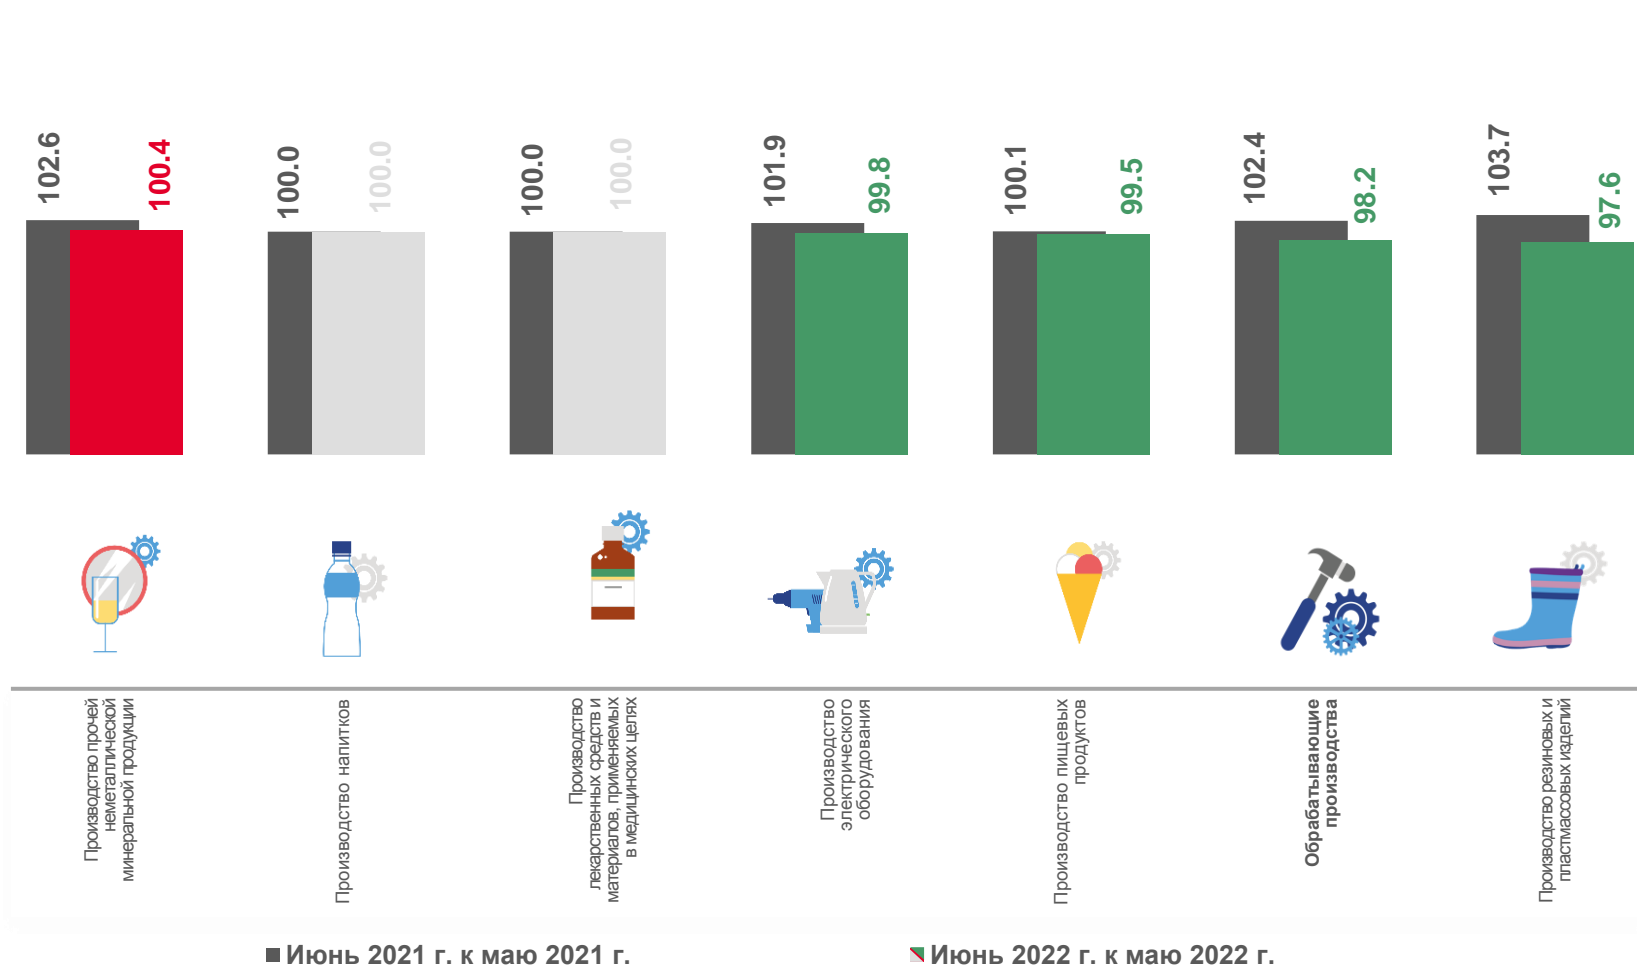 102.6
100.4
100.0
100.0
100.0
100.0
101.9
99.8
100.1
99.5
102.4
98.2
103.7
97.6
Производство прочей
неметаллической
минеральной продукции
Производство напитков
Производство
лекарственных средств и
материалов, применяемых
в медицинских целях
Производство
электрического
оборудования
Производство пищевых
продуктов
Обрабатывающие
производства
Производство резиновых и
пластмассовых изделий
Июнь 2021 г. к маю 2021 г.
Июнь 2022 г. к маю 2022 г.